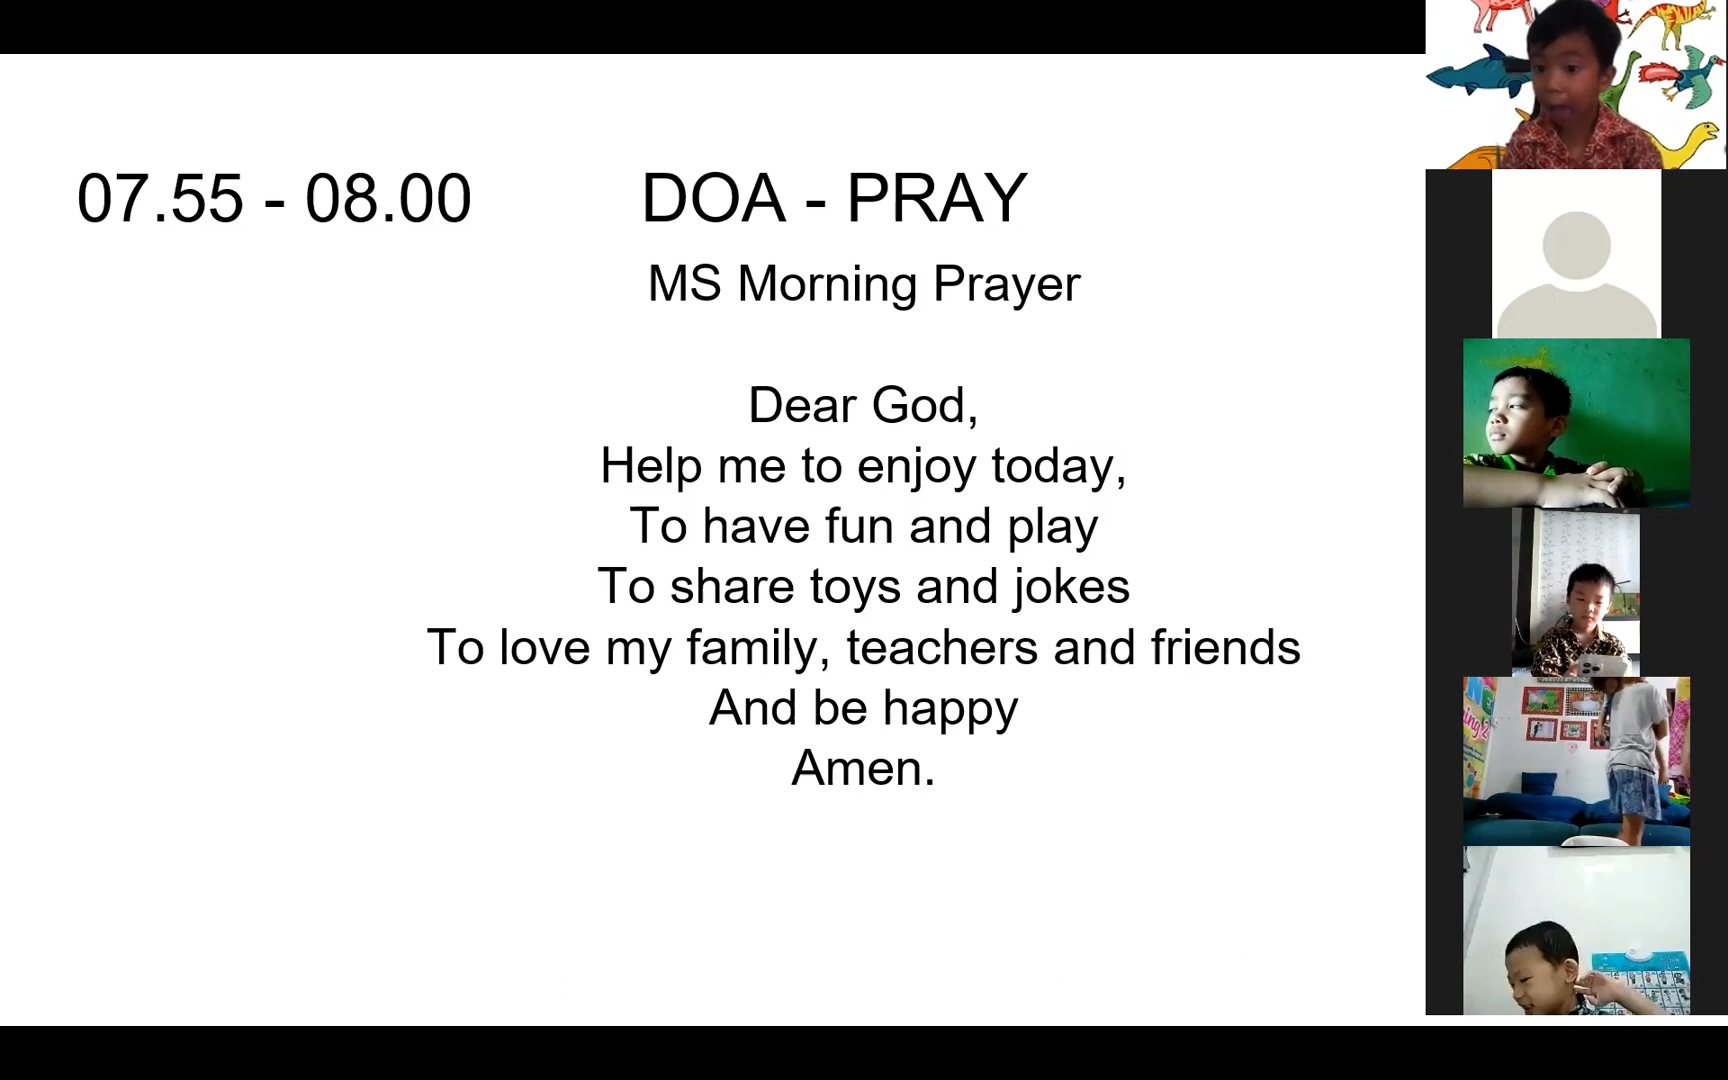 07.55 - 08.00
DOA - PRAY
MS Morning Prayer
Dear God,
Help me to enjoy today,
To have fun and play
To share toys and jokes
To love my family, teachers and friends
And be happy
Amen.